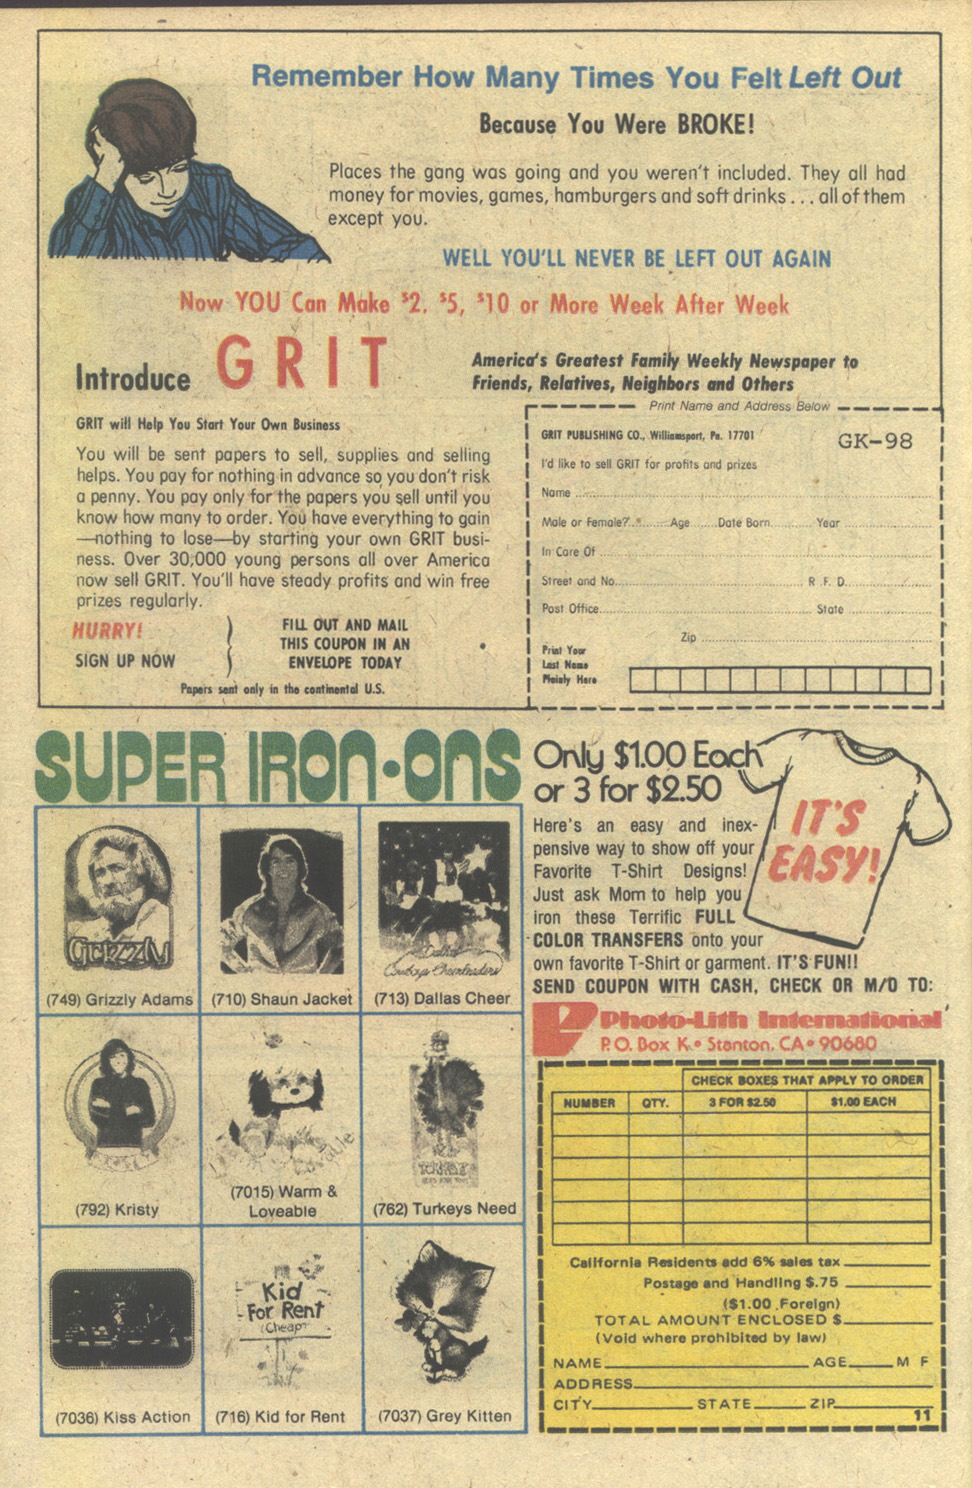 Remember How Many Times You Felt Left Out
Because You Were BROKE!
Places the gang was going and you weren't included. They all had
money for movies, games, hamburgers and soft drinks . . . all of them
except you.
WELL YOU'LL NEVER BE LEFT OUT AGAIN
Now YOU Can Make $2, $5, $10 or More Week After Week
Introduce GRIT
America's Greatest Family Weekly Newspaper to
Friends, Relatives, Neighbors and Others
GRIT will Help You Start Your Own Business
You will be sent papers to sell, supplies and selling
helps. You pay for nothing in advance so you don't risk
a penny. You pay only for the papers you sell until you
know how many to order. You have everything to gain
—nothing to lose—by starting your own GRIT busi-
ness. Over 30,000 young persons all over America
now sell GRIT. You'll have steady profits and win free
prizes regularly.
HURRY!
SIGN UP NOW
FILL OUT AND MAIL
THIS COUPON IN AN
ENVELOPE TODAY
Papers sent only in the continental U.S.
Print Name and Address Below
GRIT PUBLISHING CO., Williamsport, Pa. 17701
GK-98
I'd like to sell GRIT for profits and prizes
Name
Male or Female? Age Date Born Year
In Care Of
Street and No. R. F. D.
Post Office State
Zip
Print Your
Last Name
Plainly Here
SUPER IRON-ONS
Grizzly
(749) Grizzly Adams
(710) Shaun Jacket
Dallas
Cowboys Cheerleaders
(713) Dallas Cheer
(792) Kristy
Loveable
(7015) Warm &
Loveable
(762) Turkeys Need
(7036) Kiss Action
Kid
For Rent
(Cheap)
(716) Kid for Rent
(7037) Grey Kitten
Only $1.00 Each
or 3 for $2.50
IT'S
EASY!
Here's an easy and inex-
pensive way to show off your
Favorite T-Shirt Designs!
Just ask Mom to help you
iron these Terrific FULL
COLOR TRANSFERS onto your
own favorite T-Shirt or garment. IT'S FUN!!
SEND COUPON WITH CASH, CHECK OR M/O TO:
Photo-Lith International
P.O. Box K • Stanton, CA • 90680
CHECK BOXES THAT APPLY TO ORDER
NUMBER QTY. 3 FOR $2.50 $1.00 EACH
California Residents add 6% sales tax
Postage and Handling $.75
($1.00 Foreign)
TOTAL AMOUNT ENCLOSED $
(Void where prohibited by law)
NAME AGE M F
ADDRESS
CITY STATE ZIP
11